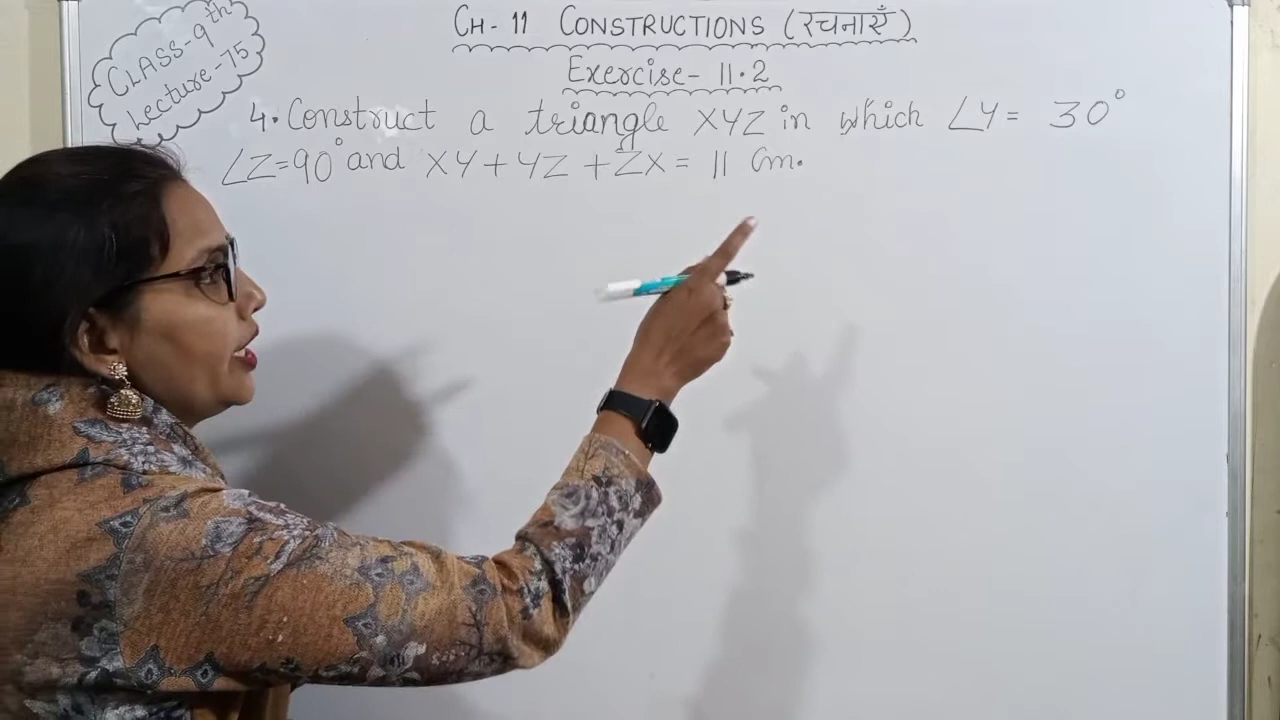 CLASS-9th
Lecture-75
CH-11 CONSTRUCTIONS (रचनाएँ)
Exercise-11.2
4. Construct a triangle XYZ in which ∠Y= 30°
∠Z=90° and XY+YZ+ZX= 11 Cm.